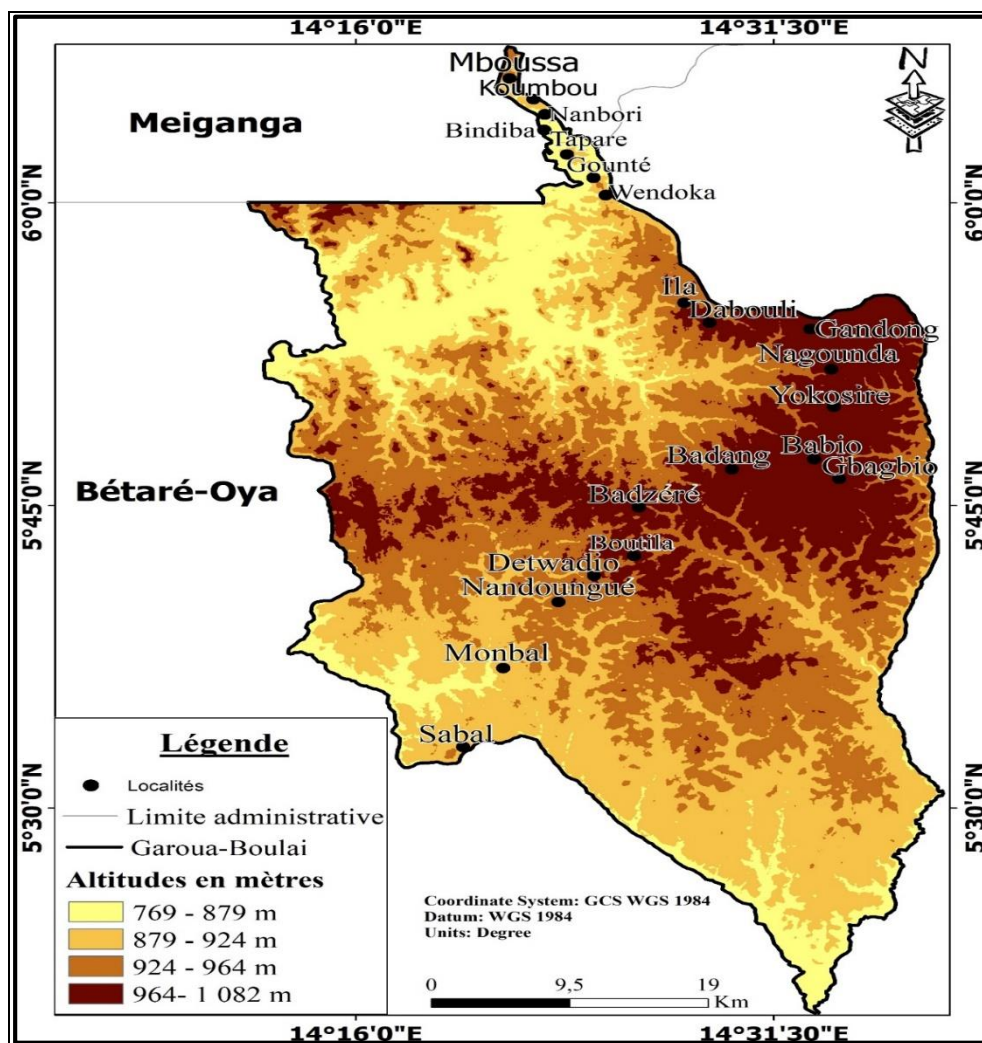 14°16'0"E
14°31'30"E
N
Mboussa
Koumbou
Meiganga
Nanbori
Bindiba
Tapare
Gounté
Wendoka
6°0'0"N
6°0'0"N
Ila
Dabouli
Gandong
Nagounda
Yokosire
Babio
Badang
Gbagbio
Bétaré-Oya
Badzéré
5°45'0"N
5°45'0"N
Boutila
Detwadio
Nandoungué
Monbal
Sabal
Légende
Localités
Limite administrative
Garoua-Boulai
Altitudes en mètres
769 - 879 m
879 - 924 m
924 - 964 m
964- 1 082 m
5°30'0"N
5°30'0"N
Coordinate System: GCS WGS 1984
Datum: WGS 1984
Units: Degree
0 9,5 19
Km
14°16'0"E
14°31'30"E